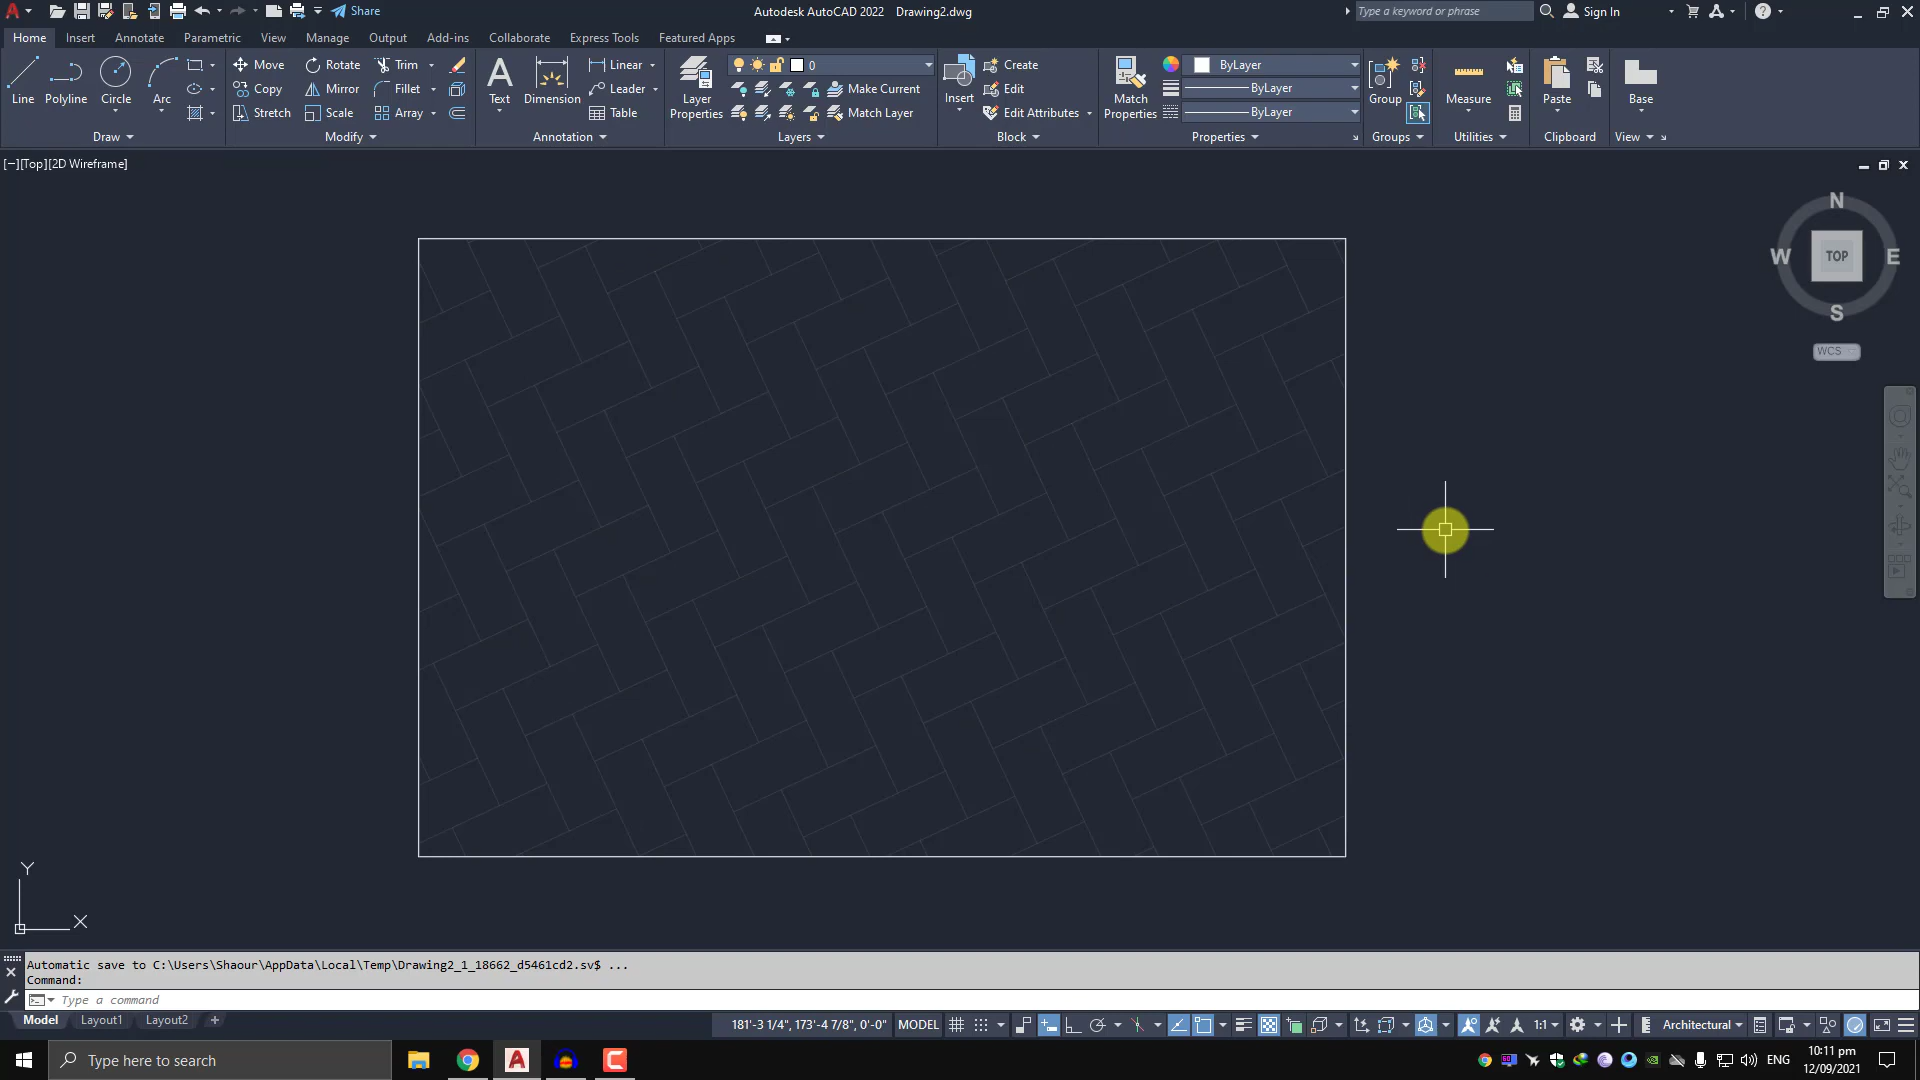 Share
Autodesk AutoCAD 2022 Drawing2.dwg
Type a keyword or phrase
Sign In
Home Insert Annotate Parametric View Manage Output Add-ins Collaborate Express Tools Featured Apps
Line Polyline Circle Arc
Draw
Move Rotate Trim
Copy Mirror Fillet
Stretch Scale Array
Modify
Text Dimension
Linear
Leader
Table
Annotation
Layer Properties
0
Make Current
Match Layer
Layers
Insert
Create
Edit
Edit Attributes
Block
Match Properties
ByLayer
ByLayer
ByLayer
Properties
Group
Groups
Measure
Utilities
Paste
Clipboard
Base
View
[−][Top][2D Wireframe]
N
W TOP E
S
WCS
Y
X
Automatic save to C:\Users\Shaour\AppData\Local\Temp\Drawing2_1_18662_d5461cd2.sv$ ...
Command:
Type a command
Model Layout1 Layout2 +
181'-3 1/4", 173'-4 7/8", 0'-0" MODEL 1:1 Architectural
Type here to search
ENG
10:11 pm
12/09/2021